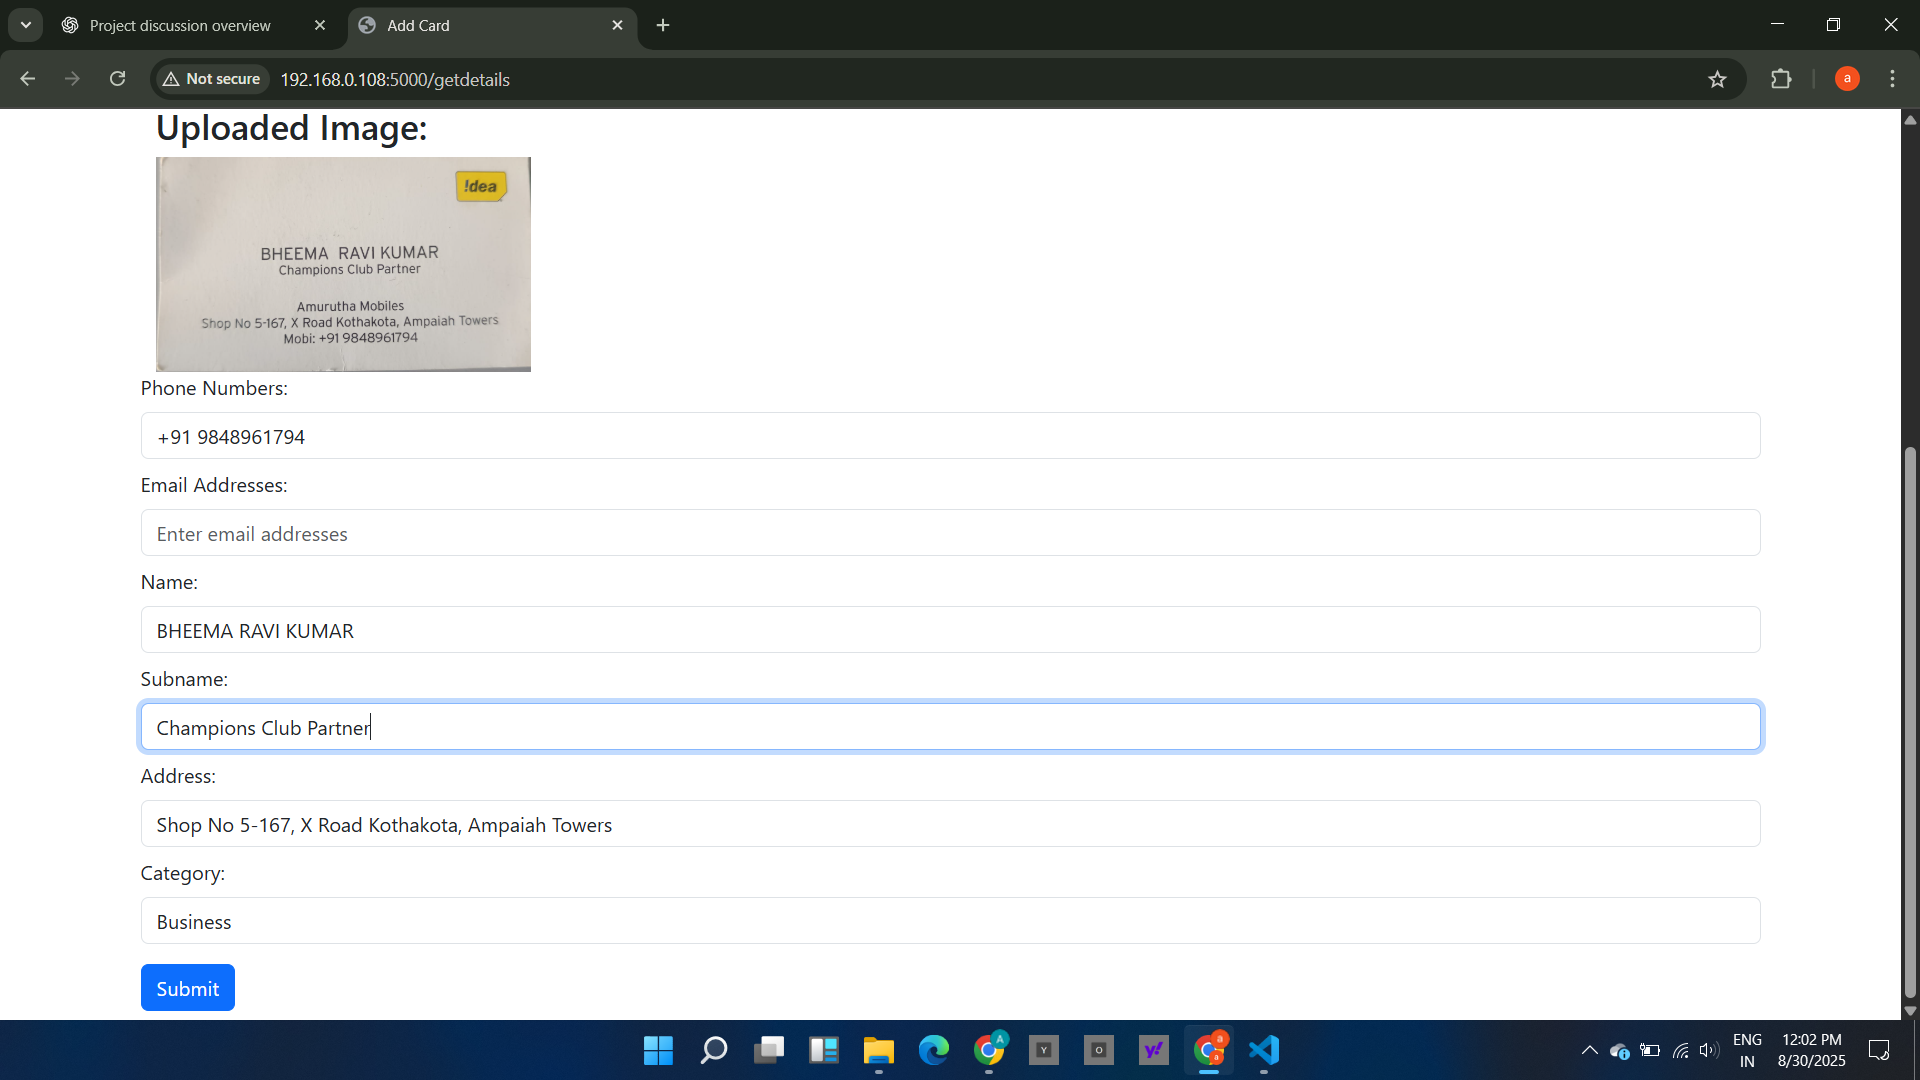 Project discussion overview
Add Card
Not secure
192.168.0.108:5000/getdetails
a
Uploaded Image:
!dea
BHEEMA RAVI KUMAR
Champions Club Partner
Amurutha Mobiles
Shop No 5-167, X Road Kothakota, Ampaiah Towers
Mobi: +91 9848961794
Phone Numbers:
+91 9848961794
Email Addresses:
Enter email addresses
Name:
BHEEMA RAVI KUMAR
Subname:
Champions Club Partner
Address:
Shop No 5-167, X Road Kothakota, Ampaiah Towers
Category:
Business
Submit
A
Y
O
y!
a
a
ENG
IN
12:02 PM
8/30/2025